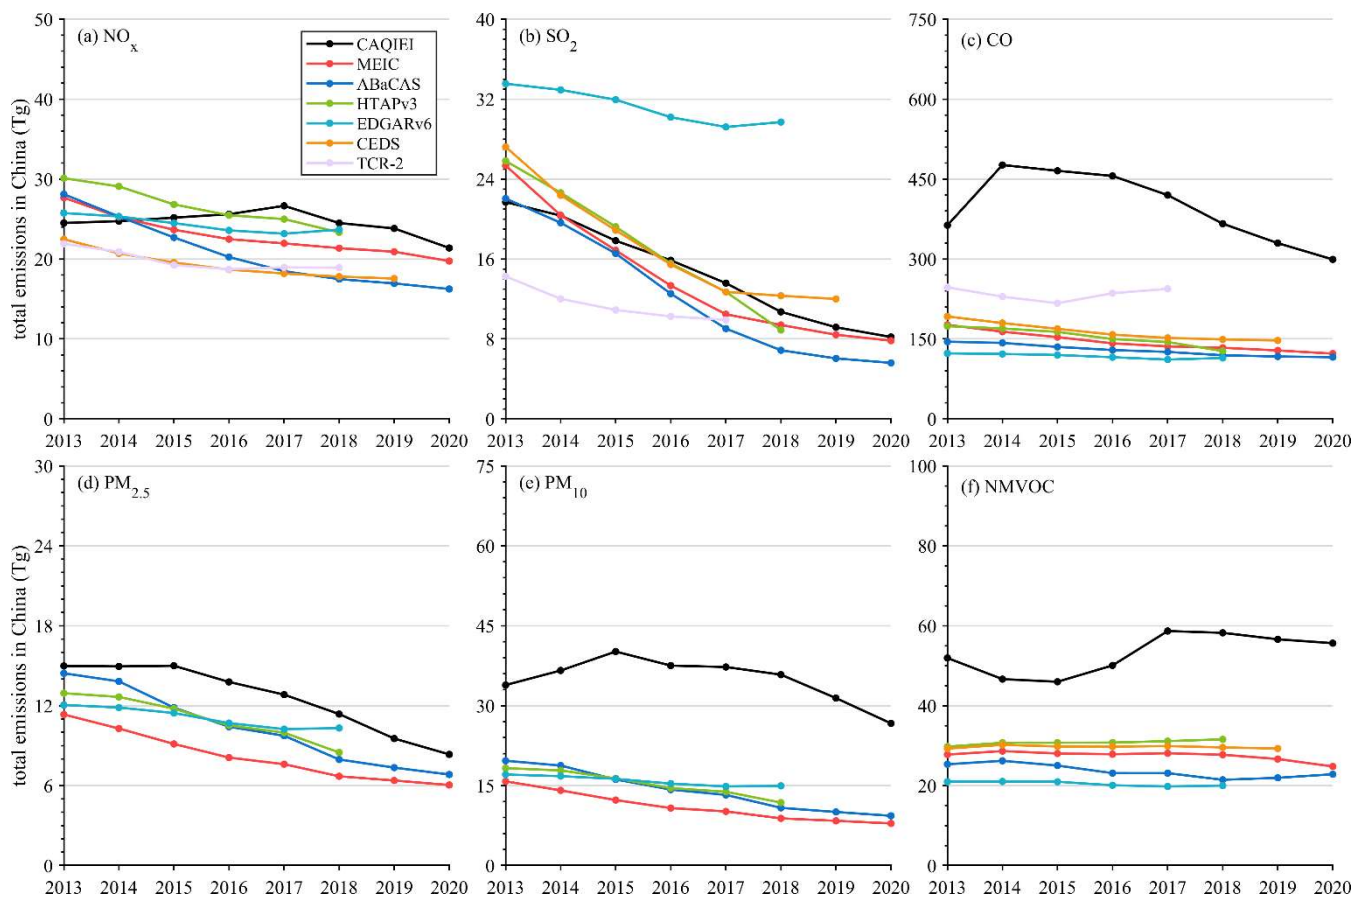 (a) NOx
CAQIEI
MEIC
ABaCAS
HTAPv3
EDGARv6
CEDS
TCR-2
total emissions in China (Tg)
50
40
30
20
10
0
2013 2014 2015 2016 2017 2018 2019 2020
(b) SO2
40
32
24
16
8
0
2013 2014 2015 2016 2017 2018 2019 2020
(c) CO
750
600
450
300
150
0
2013 2014 2015 2016 2017 2018 2019 2020
(d) PM2.5
total emissions in China (Tg)
30
24
18
12
6
0
2013 2014 2015 2016 2017 2018 2019 2020
(e) PM10
75
60
45
30
15
0
2013 2014 2015 2016 2017 2018 2019 2020
(f) NMVOC
100
80
60
40
20
0
2013 2014 2015 2016 2017 2018 2019 2020